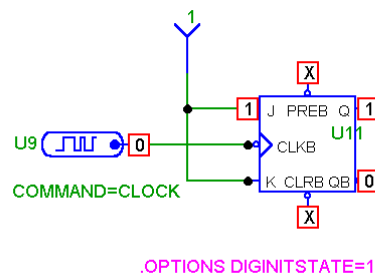 1
X
1 J PREB Q 1
U11
U9 0 CLKB
K CLRB QB 0
COMMAND=CLOCK
X
.OPTIONS DIGINITSTATE=1